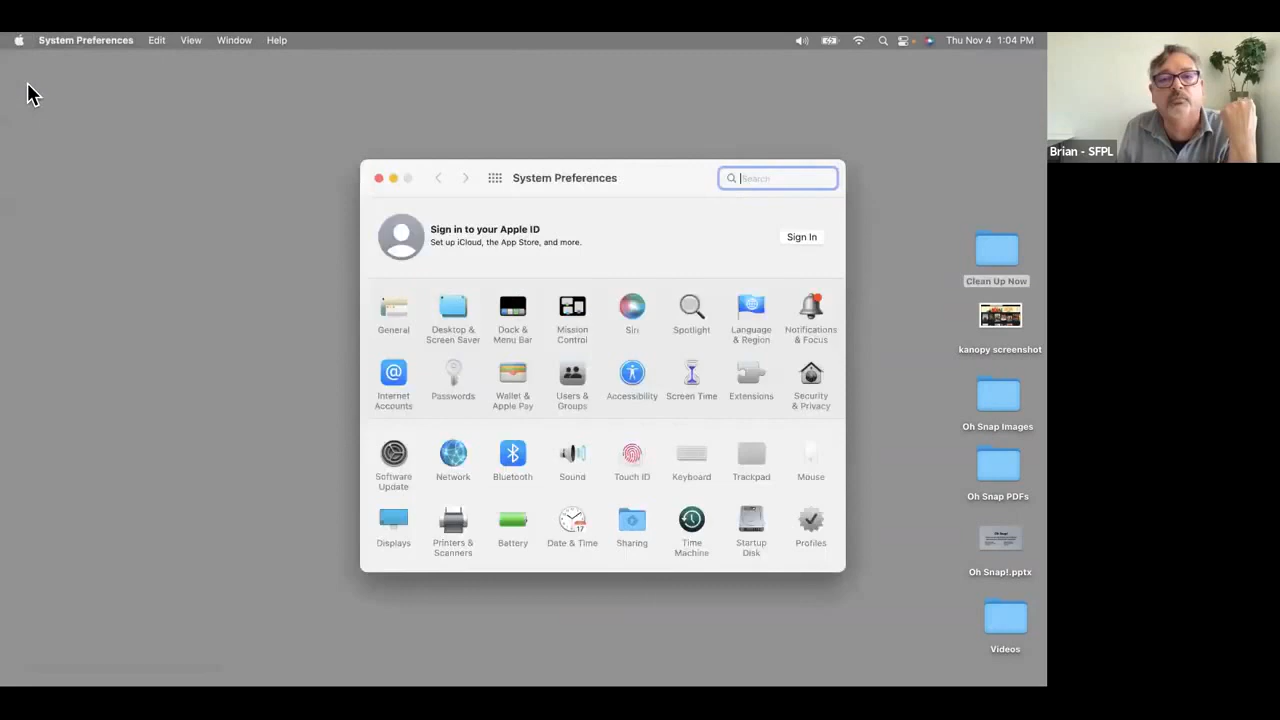 System Preferences Edit View Window Help Thu Nov 4 1:04 PM
Brian - SFPL
System Preferences Search
Sign in to your Apple ID
Set up iCloud, the App Store, and more.
Sign In
General Desktop & Screen Saver Dock & Menu Bar Mission Control Siri Spotlight Language & Region Notifications & Focus
Internet Accounts Passwords Wallet & Apple Pay Users & Groups Accessibility Screen Time Extensions Security & Privacy
Software Update Network Bluetooth Sound Touch ID Keyboard Trackpad Mouse
Displays Printers & Scanners Battery Date & Time Sharing Time Machine Startup Disk Profiles
17
Clean Up Now
kanopy screenshot
Oh Snap Images
Oh Snap PDFs
Oh Snap!.pptx
Videos